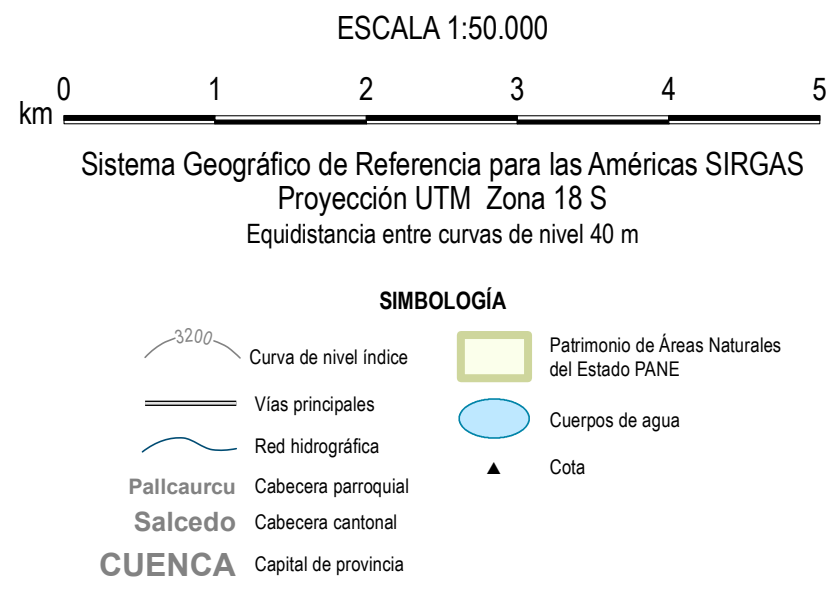 ESCALA 1:50.000
0 1 2 3 4 5
km
Sistema Geográfico de Referencia para las Américas SIRGAS
Proyección UTM Zona 18 S
Equidistancia entre curvas de nivel 40 m
SIMBOLOGÍA
3200
Curva de nivel índice
Vías principales
Red hidrográfica
Pallcaurcu Cabecera parroquial
Salcedo Cabecera cantonal
CUENCA Capital de provincia
Patrimonio de Áreas Naturales
del Estado PANE
Cuerpos de agua
Cota